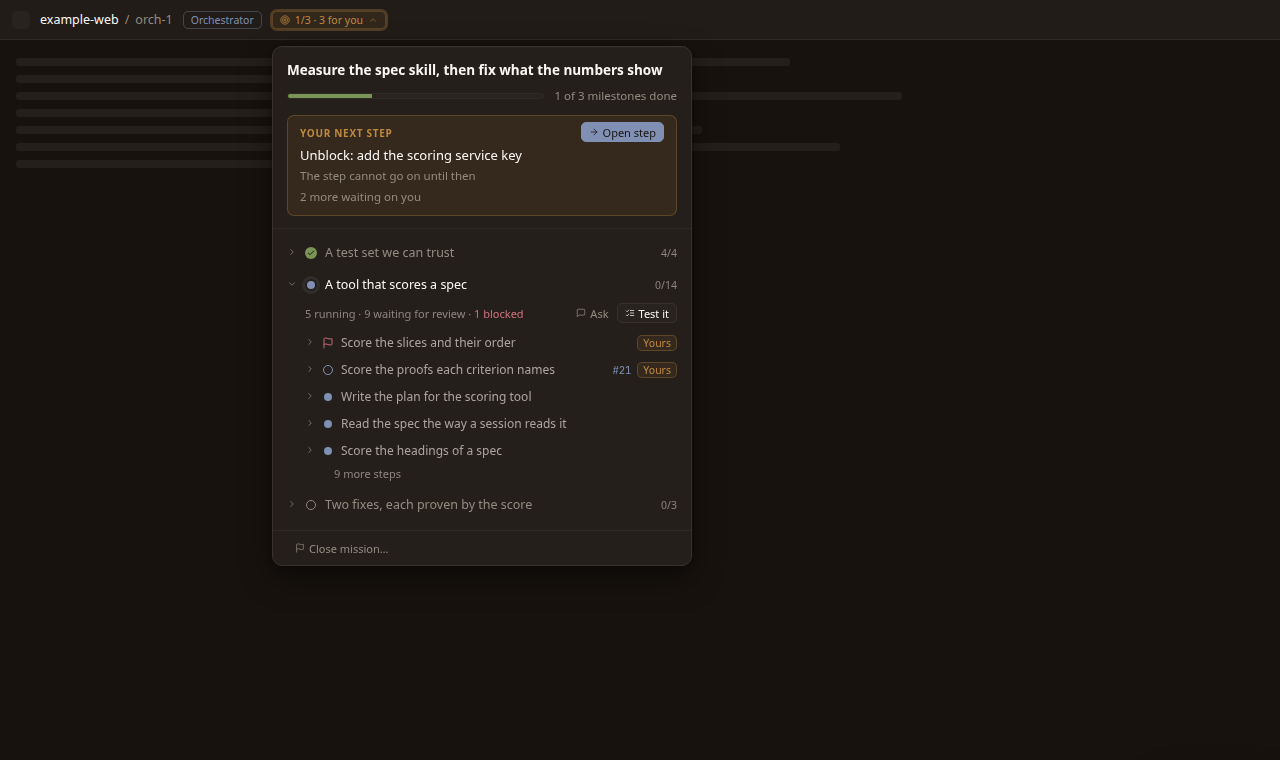 example-web / orch-1 Orchestrator 1/3 · 3 for you
Measure the spec skill, then fix what the numbers show
1 of 3 milestones done
YOUR NEXT STEP
Open step
Unblock: add the scoring service key
The step cannot go on until then
2 more waiting on you
A test set we can trust 4/4
A tool that scores a spec 0/14
5 running · 9 waiting for review · 1 blocked Ask Test it
Score the slices and their order Yours
Score the proofs each criterion names #21 Yours
Write the plan for the scoring tool
Read the spec the way a session reads it
Score the headings of a spec
9 more steps
Two fixes, each proven by the score 0/3
Close mission...